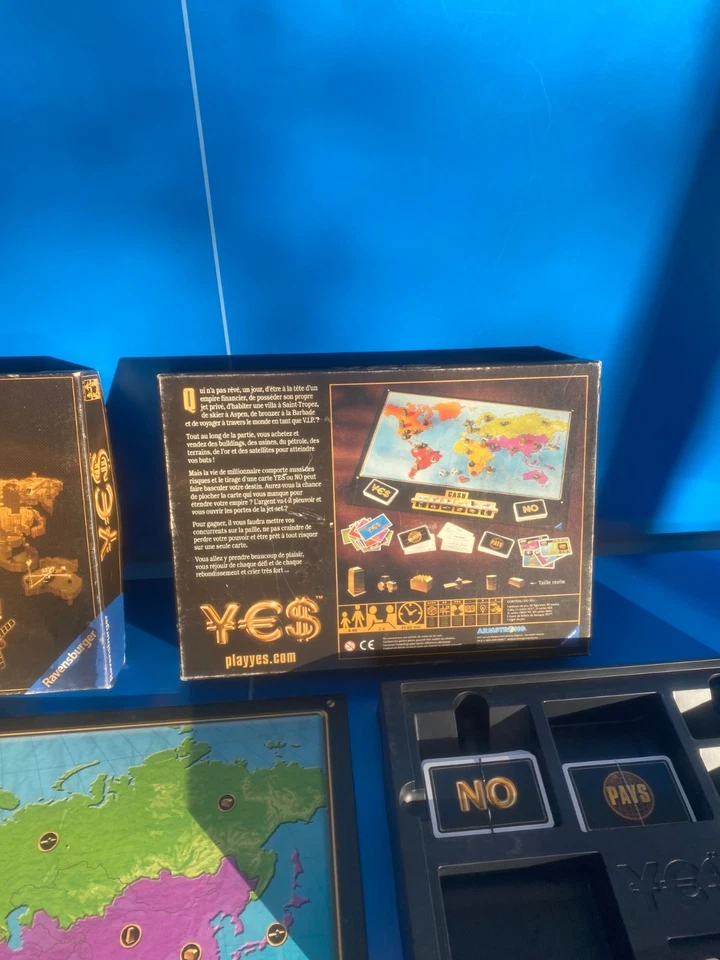 Qui n'a pas rêvé, un jour, d'être à la tête d'un
empire financier, de posséder son propre
jet privé, d'habiter une villa à Saint-Tropez,
de skier à Aspen, de bronzer à la Barbade
et de voyager à travers le monde en tant que V.I.P. ?
Tout au long de la partie, vous achetez et
vendez des buildings, des usines, du pétrole, des
terrains, de l'or et des satellites pour atteindre
vos buts !
Mais la vie de millionnaire comporte aussi des
risques et le tirage d'une carte YES ou NO peut
faire basculer votre destin. Aurez-vous la chance
de piocher la carte qui vous manque pour
étendre votre empire ? L'argent va-t-il pleuvoir et
vous ouvrir les portes de la jet-set ?
Pour gagner, il vous faudra mettre vos
concurrents sur la paille, ne pas craindre de
perdre votre pouvoir et être prêt à tout risquer
sur une seule carte.
Vous allez y prendre beaucoup de plaisir,
vous réjouir de chaque défi et de chaque
rebondissement et crier très fort ...
¥€$™
playyes.com
YES
CASH
NO
PAYS
Taille réelle
CE
ARMSTRONG
¥€$
Ravensburger
NO
PAYS
¥€$